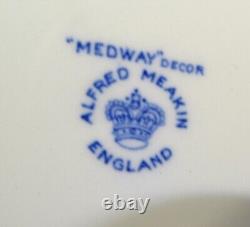 "MEDWAY" DECOR
ALFRED MEAKIN
ENGLAND